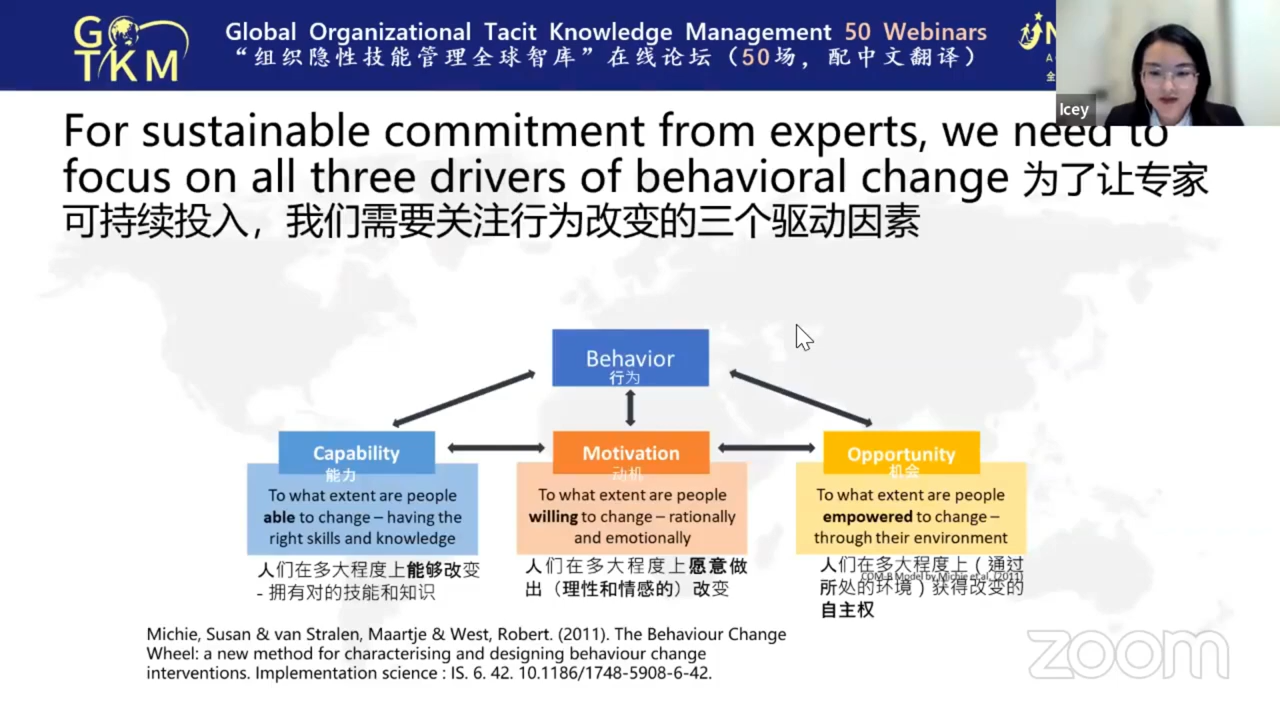 G TKM
Global Organizational Tacit Knowledge Management 50 Webinars
“组织隐性技能管理全球智库”在线论坛（50场，配中文翻译）
Icey
For sustainable commitment from experts, we need to
focus on all three drivers of behavioral change 为了让专家
可持续投入，我们需要关注行为改变的三个驱动因素
Behavior
行为
Capability
能力
To what extent are people
able to change – having the
right skills and knowledge
人们在多大程度上能够改变
- 拥有对的技能和知识
Motivation
动机
To what extent are people
willing to change – rationally
and emotionally
人们在多大程度上愿意做
出（理性和情感的）改变
Opportunity
机会
To what extent are people
empowered to change –
through their environment
人们在多大程度上（通过
所处的环境）获得改变的
自主权
COM-B Model by Michie et al. (2011)
Michie, Susan & van Stralen, Maartje & West, Robert. (2011). The Behaviour Change
Wheel: a new method for characterising and designing behaviour change
interventions. Implementation science : IS. 6. 42. 10.1186/1748-5908-6-42.
zoom